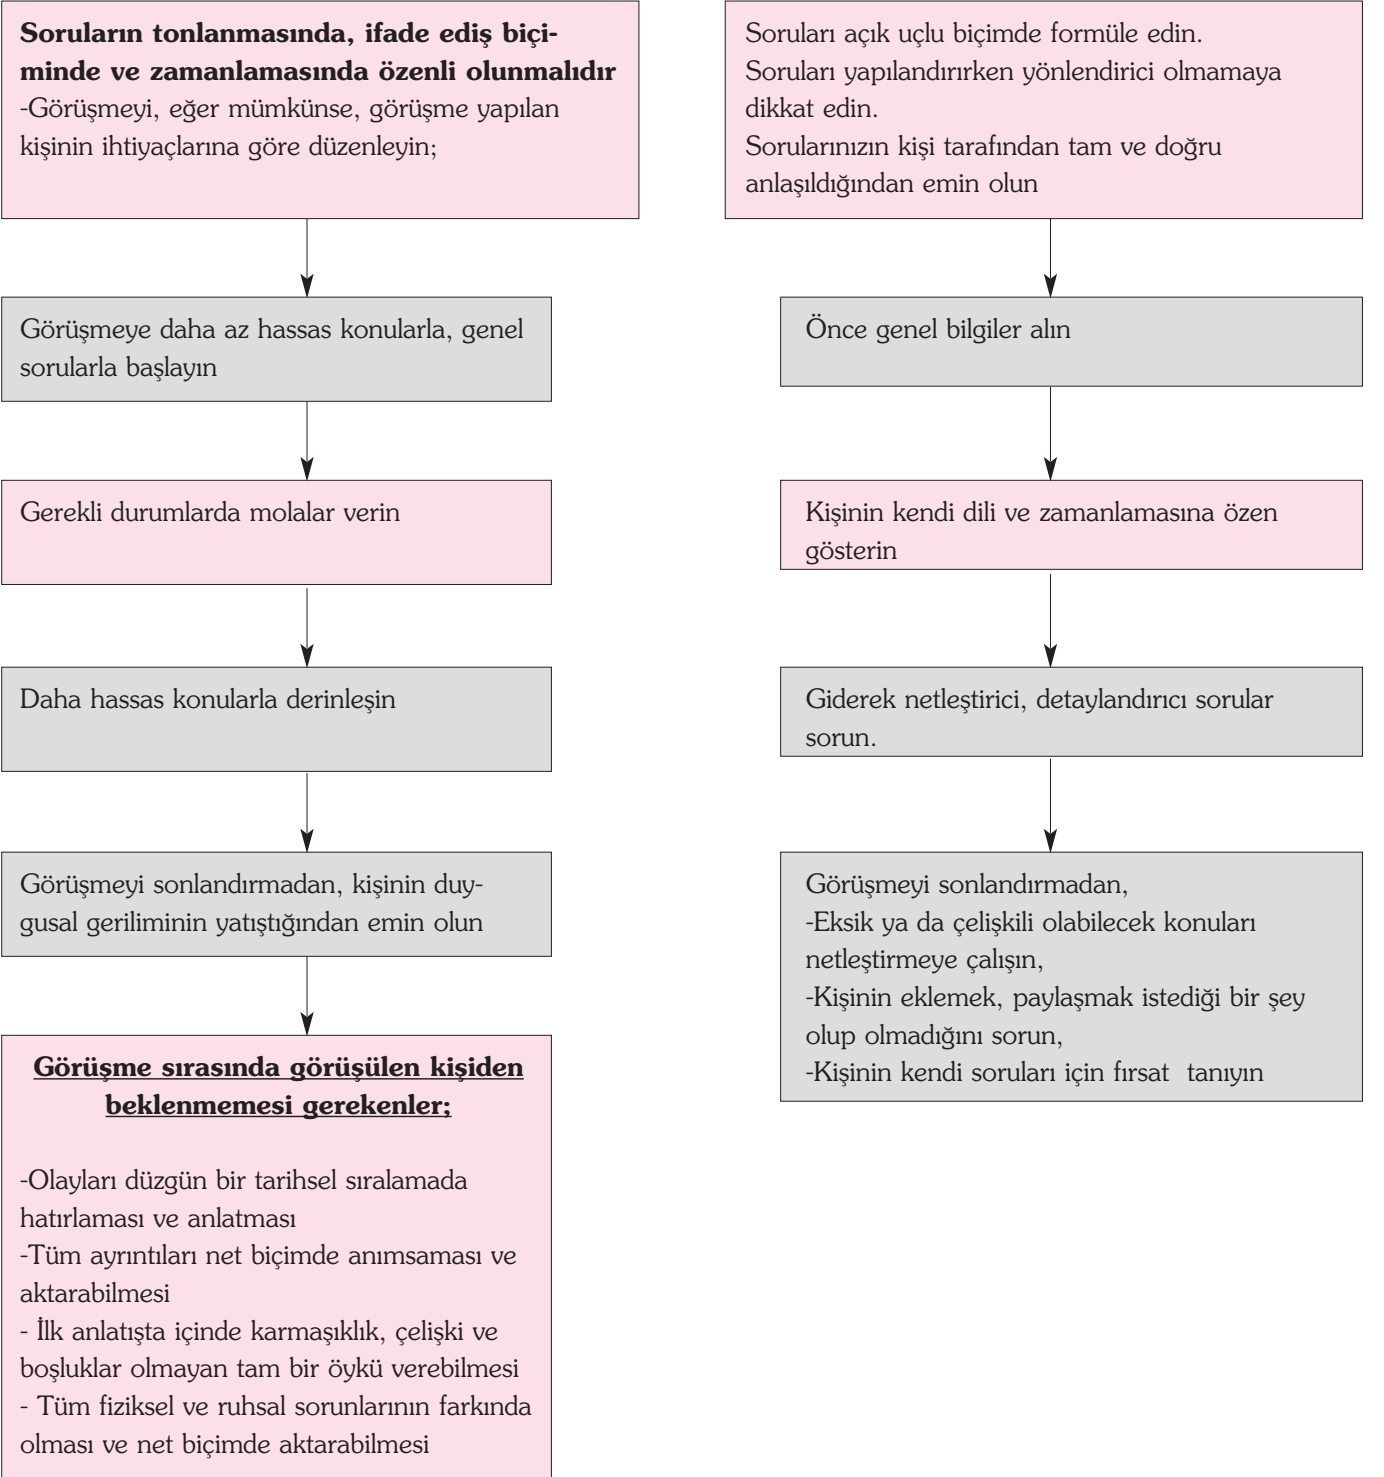 Soruların tonlanmasında, ifade ediş biçi-
minde ve zamanlamasında özenli olunmalıdır
-Görüşmeyi, eğer mümkünse, görüşme yapılan
kişinin ihtiyaçlarına göre düzenleyin;
Görüşmeye daha az hassas konularla, genel
sorularla başlayın
Gerekli durumlarda molalar verin
Daha hassas konularla derinleşin
Görüşmeyi sonlandırmadan, kişinin duy-
gusal geriliminin yatıştığından emin olun
Görüşme sırasında görüşülen kişiden
beklenmemesi gerekenler;
-Olayları düzgün bir tarihsel sıralamada
hatırlaması ve anlatması
-Tüm ayrıntıları net biçimde anımsaması ve
aktarabilmesi
- İlk anlatışta içinde karmaşıklık, çelişki ve
boşluklar olmayan tam bir öykü verebilmesi
- Tüm fiziksel ve ruhsal sorunlarının farkında
olması ve net biçimde aktarabilmesi
Soruları açık uçlu biçimde formüle edin.
Soruları yapılandırırken yönlendirici olmamaya
dikkat edin.
Sorularınızın kişi tarafından tam ve doğru
anlaşıldığından emin olun
Önce genel bilgiler alın
Kişinin kendi dili ve zamanlamasına özen
gösterin
Giderek netleştirici, detaylandırıcı sorular
sorun.
Görüşmeyi sonlandırmadan,
-Eksik ya da çelişkili olabilecek konuları
netleştirmeye çalışın,
-Kişinin eklemek, paylaşmak istediği bir şey
olup olmadığını sorun,
-Kişinin kendi soruları için fırsat  tanıyın